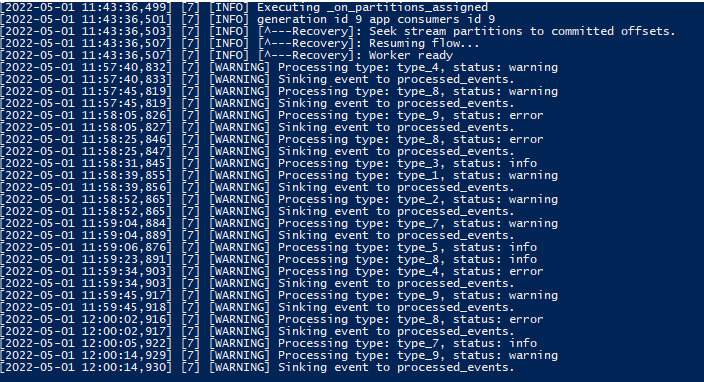 [2022-05-01 11:43:36,499] [7] [INFO] Executing _on_partitions_assigned
[2022-05-01 11:43:36,501] [7] [INFO] generation id 9 app consumers id 9
[2022-05-01 11:43:36,503] [7] [INFO] [^---Recovery]: Seek stream partitions to committed offsets.
[2022-05-01 11:43:36,507] [7] [INFO] [^---Recovery]: Resuming flow...
[2022-05-01 11:43:36,507] [7] [INFO] [^---Recovery]: Worker ready
[2022-05-01 11:57:40,832] [7] [WARNING] Processing type: type_4, status: warning
[2022-05-01 11:57:40,833] [7] [WARNING] Sinking event to processed_events.
[2022-05-01 11:57:45,819] [7] [WARNING] Processing type: type_8, status: warning
[2022-05-01 11:57:45,819] [7] [WARNING] Sinking event to processed_events.
[2022-05-01 11:58:05,826] [7] [WARNING] Processing type: type_9, status: error
[2022-05-01 11:58:05,827] [7] [WARNING] Sinking event to processed_events.
[2022-05-01 11:58:25,846] [7] [WARNING] Processing type: type_8, status: error
[2022-05-01 11:58:25,847] [7] [WARNING] Sinking event to processed_events.
[2022-05-01 11:58:31,845] [7] [WARNING] Processing type: type_3, status: info
[2022-05-01 11:58:39,855] [7] [WARNING] Processing type: type_1, status: warning
[2022-05-01 11:58:39,856] [7] [WARNING] Sinking event to processed_events.
[2022-05-01 11:58:52,865] [7] [WARNING] Processing type: type_2, status: warning
[2022-05-01 11:58:52,865] [7] [WARNING] Sinking event to processed_events.
[2022-05-01 11:59:04,884] [7] [WARNING] Processing type: type_7, status: warning
[2022-05-01 11:59:04,889] [7] [WARNING] Sinking event to processed_events.
[2022-05-01 11:59:06,876] [7] [WARNING] Processing type: type_5, status: info
[2022-05-01 11:59:23,891] [7] [WARNING] Processing type: type_8, status: info
[2022-05-01 11:59:34,903] [7] [WARNING] Processing type: type_4, status: error
[2022-05-01 11:59:34,903] [7] [WARNING] Sinking event to processed_events.
[2022-05-01 11:59:45,917] [7] [WARNING] Processing type: type_9, status: warning
[2022-05-01 11:59:45,918] [7] [WARNING] Sinking event to processed_events.
[2022-05-01 12:00:02,916] [7] [WARNING] Processing type: type_8, status: error
[2022-05-01 12:00:02,917] [7] [WARNING] Sinking event to processed_events.
[2022-05-01 12:00:05,922] [7] [WARNING] Processing type: type_7, status: info
[2022-05-01 12:00:14,929] [7] [WARNING] Processing type: type_9, status: warning
[2022-05-01 12:00:14,930] [7] [WARNING] Sinking event to processed_events.